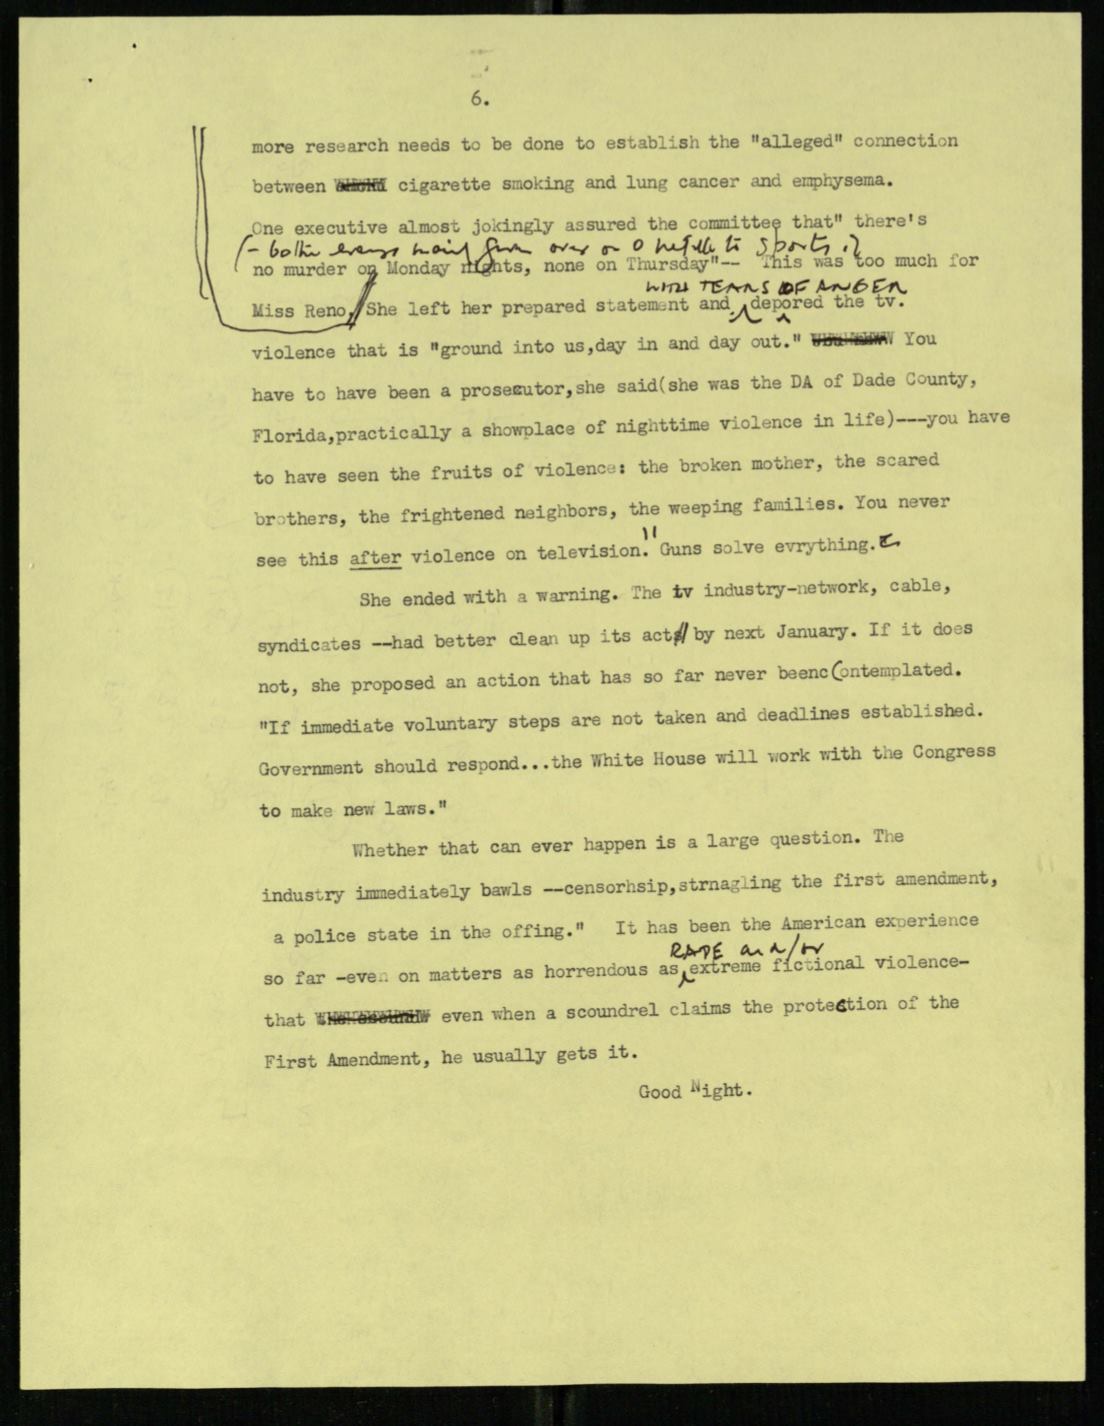 6.
more research needs to be done to establish the "alleged" connection
between cigarette smoking and lung cancer and emphysema.
One executive almost jokingly assured the committee that" there's
(- both evenings mainly given over on to sports
no murder on Monday nights, none on Thursday"-- This was too much for
WITH TEARS OF ANGER
Miss Reno, She left her prepared statement and depored the tv.
violence that is "ground into us,day in and day out." You
have to have been a prosecutor,she said(she was the DA of Dade County,
Florida,practically a showplace of nighttime violence in life)---you have
to have seen the fruits of violence: the broken mother, the scared
brothers, the frightened neighbors, the weeping families. You never
see this after violence on television." Guns solve evrything.
She ended with a warning. The tv industry-network, cable,
syndicates --had better clean up its act by next January. If it does
not, she proposed an action that has so far never beenc(ontemplated.
"If immediate voluntary steps are not taken and deadlines established.
Government should respond...the White House will work with the Congress
to make new laws."
Whether that can ever happen is a large question. The
industry immediately bawls --censorhsip,strnagling the first amendment,
a police state in the offing." It has been the American experience
RAPE and/or
so far -even on matters as horrendous as extreme fictional violence-
that even when a scoundrel claims the protection of the
First Amendment, he usually gets it.
Good Night.